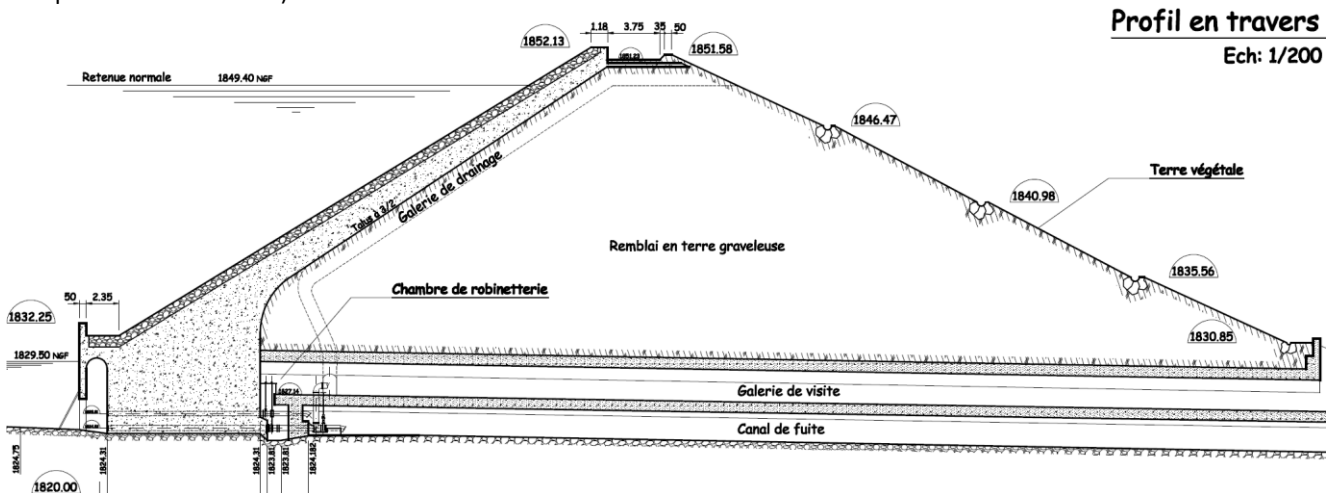 Profil en travers
Ech: 1/200
1852.13
1.18 3.75 35 50
1851.58
Retenue normale 1849.40 NGF
1846.47
Terre végétale
1840.98
Galerie de drainage
Talus à 3/2
Remblai en terre graveleuse
Chambre de robinetterie
1835.56
50 2.35
1832.25
1830.85
1829.50 NGF
1827.14
Galerie de visite
Canal de fuite
1824.75
1824.31
1824.31
1823.81
1823.81
1824.182
1820.00